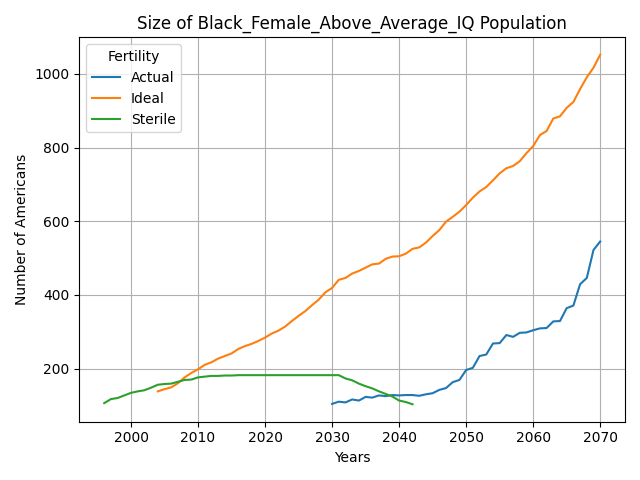 Size of Black_Female_Above_Average_IQ Population
Fertility
Actual
Ideal
Sterile
Number of Americans
1000
800
600
400
200
2000 2010 2020 2030 2040 2050 2060 2070
Years